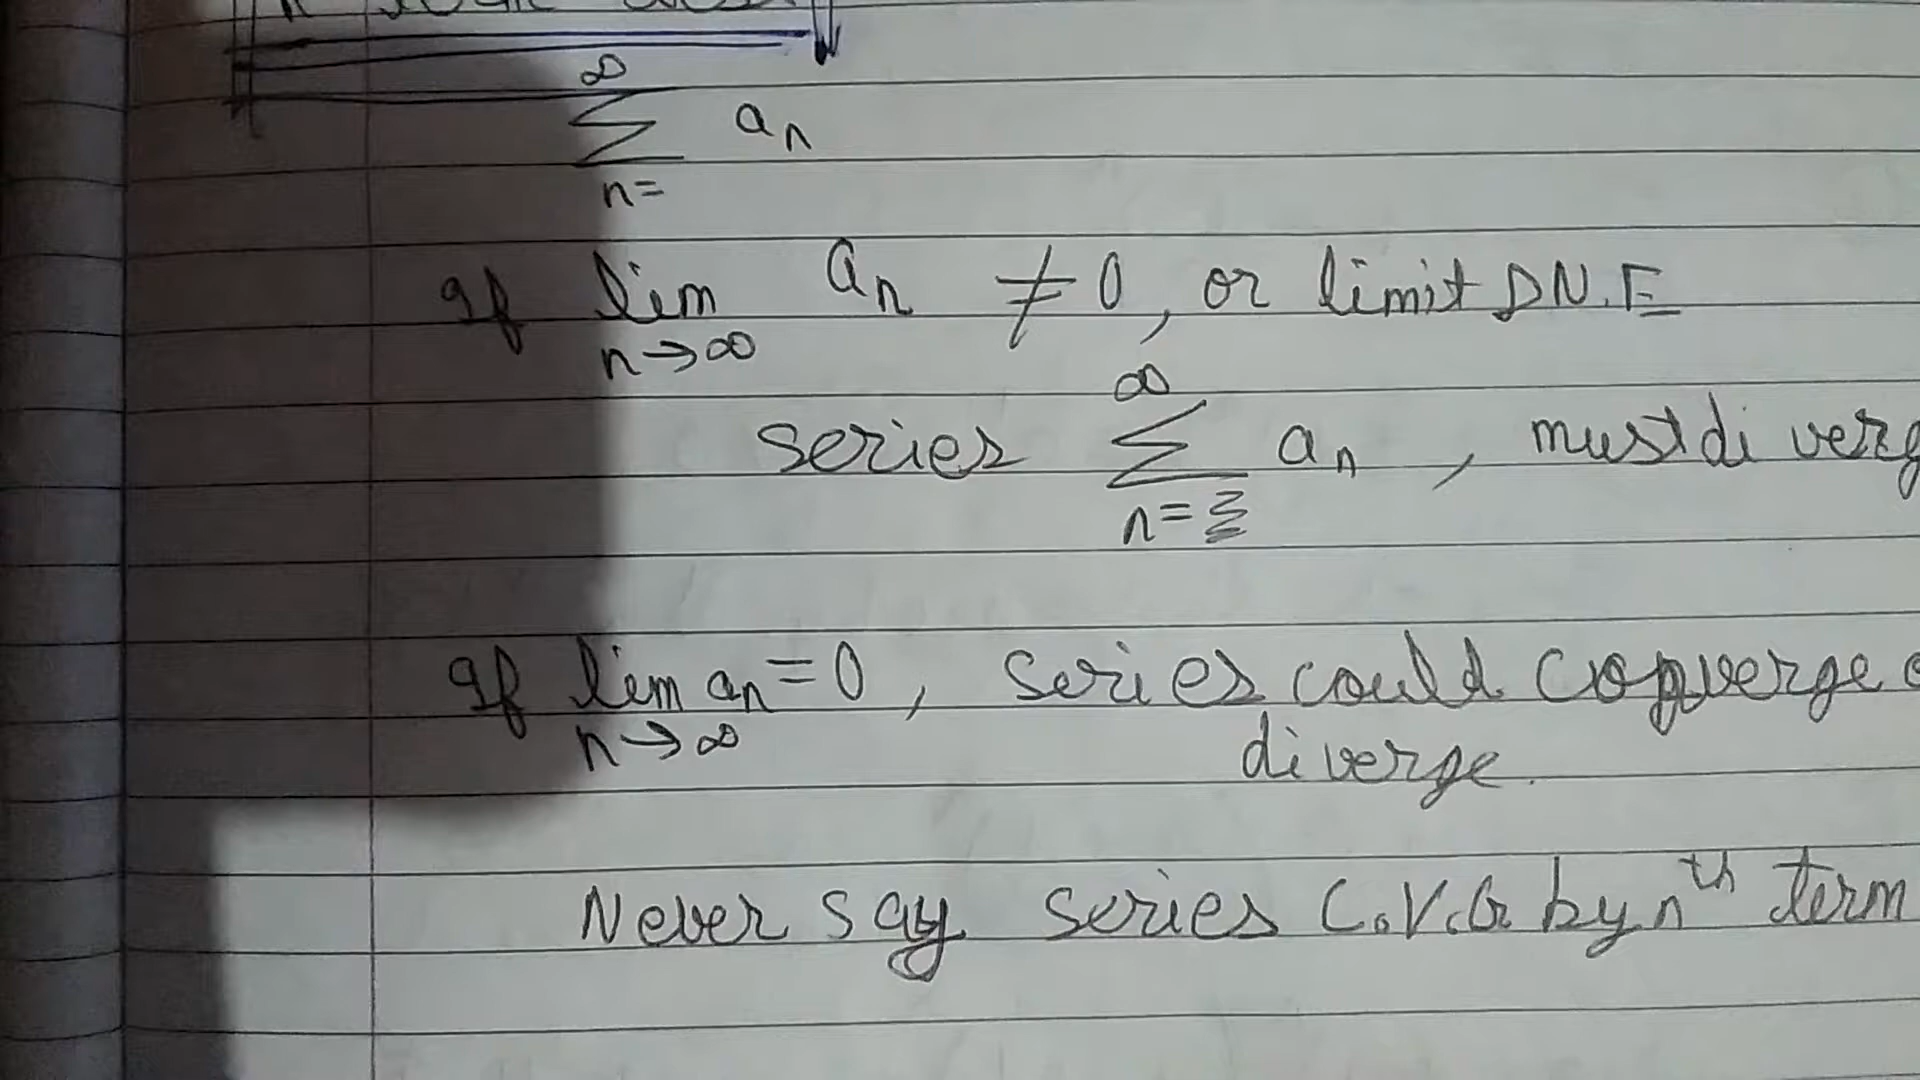 ∞
∑ aₙ
n=
If lim aₙ ≠ 0, or limit D.N.E
n→∞
∞
series ∑ aₙ, must diverg
n=
If lim aₙ = 0, series could converge
n→∞ diverge.
Never say series C.V.G by nᵗʰ term